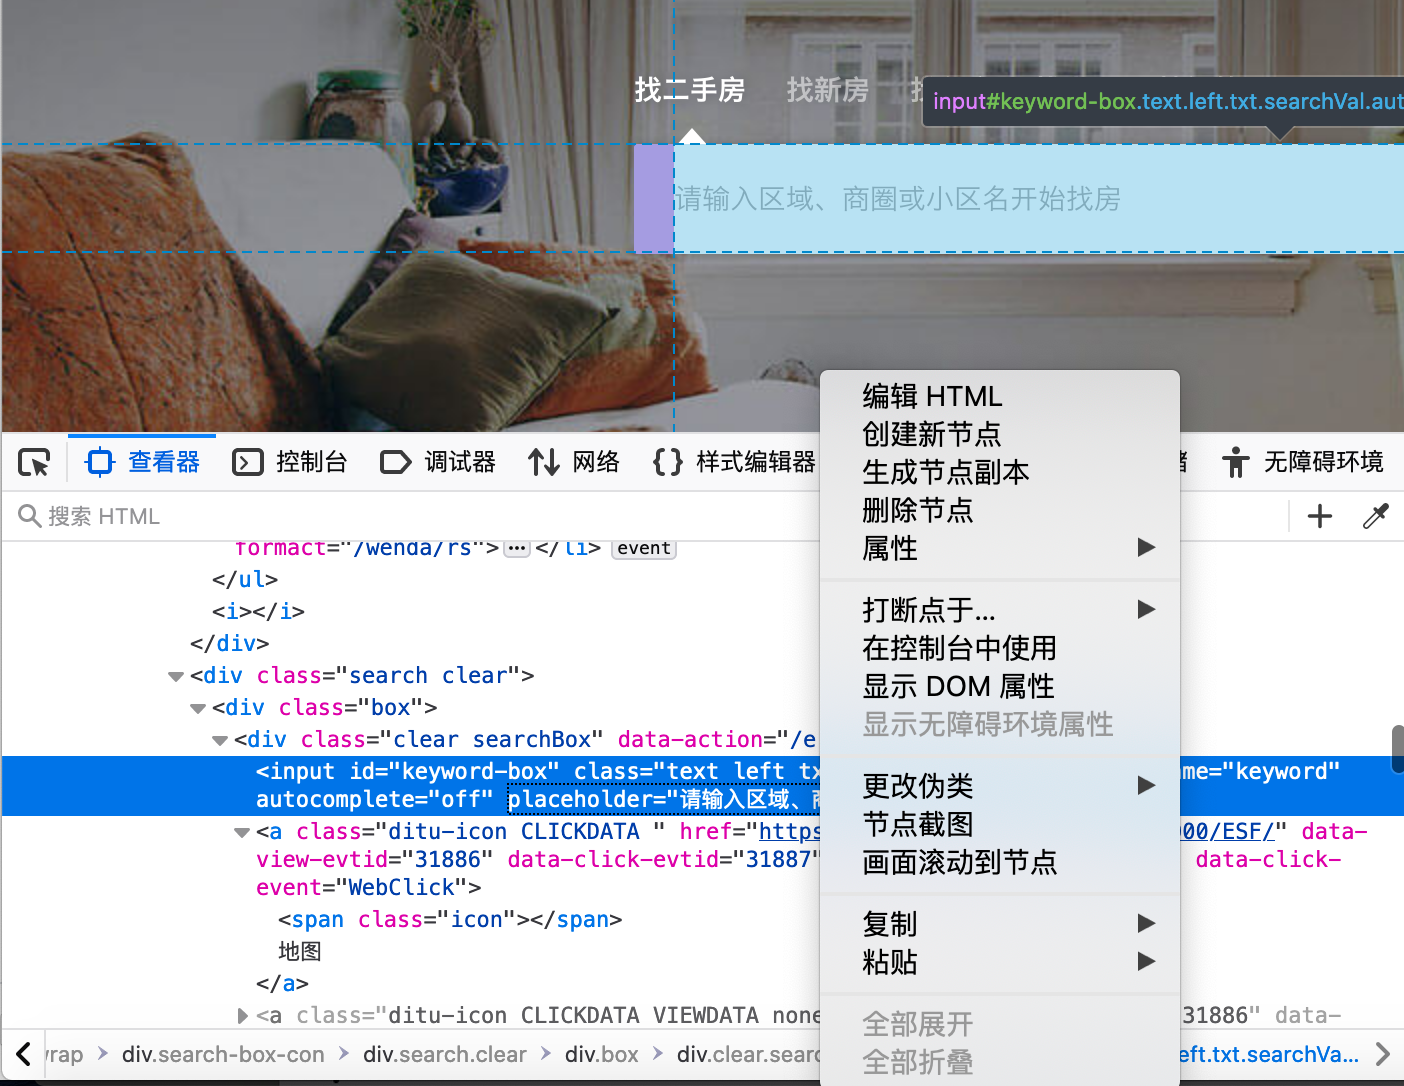 找二手房 找新房
input#keyword-box.text.left.txt.searchVal.aut
请输入区域、商圈或小区名开始找房
查看器 控制台 调试器 网络 样式编辑器 无障碍环境
搜索 HTML
formact="/wenda/rs"> ••• </li> event
</ul>
<i></i>
</div>
<div class="search clear">
<div class="box">
<div class="clear searchBox" data-action="/e
<input id="keyword-box" class="text left tx me="keyword"
autocomplete="off" placeholder="请输入区域、
<a class="ditu-icon CLICKDATA " href="https 00/ESF/" data-
view-evtid="31886" data-click-evtid="31887" data-click-
event="WebClick">
<span class="icon"></span>
地图
</a>
<a class="ditu-icon CLICKDATA VIEWDATA none 31886" data-
rap div.search-box-con div.search.clear div.box div.clear.searc eft.txt.searchVa...
编辑 HTML
创建新节点
生成节点副本
删除节点
属性
打断点于...
在控制台中使用
显示 DOM 属性
显示无障碍环境属性
更改伪类
节点截图
画面滚动到节点
复制
粘贴
全部展开
全部折叠